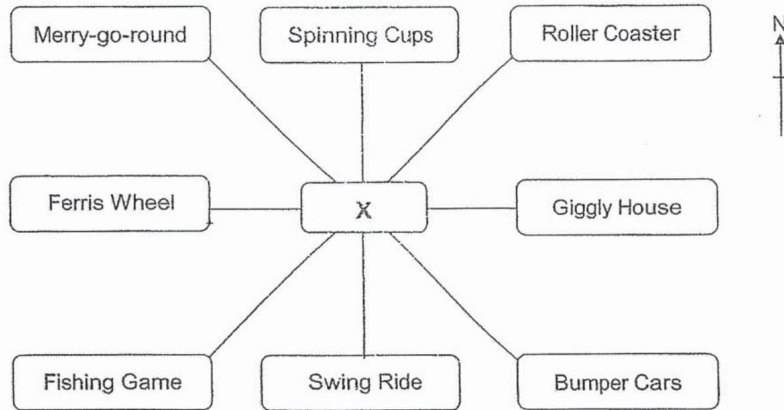 Merry-go-round
Spinning Cups
Roller Coaster
N
Ferris Wheel
X
Giggly House
Fishing Game
Swing Ride
Bumper Cars